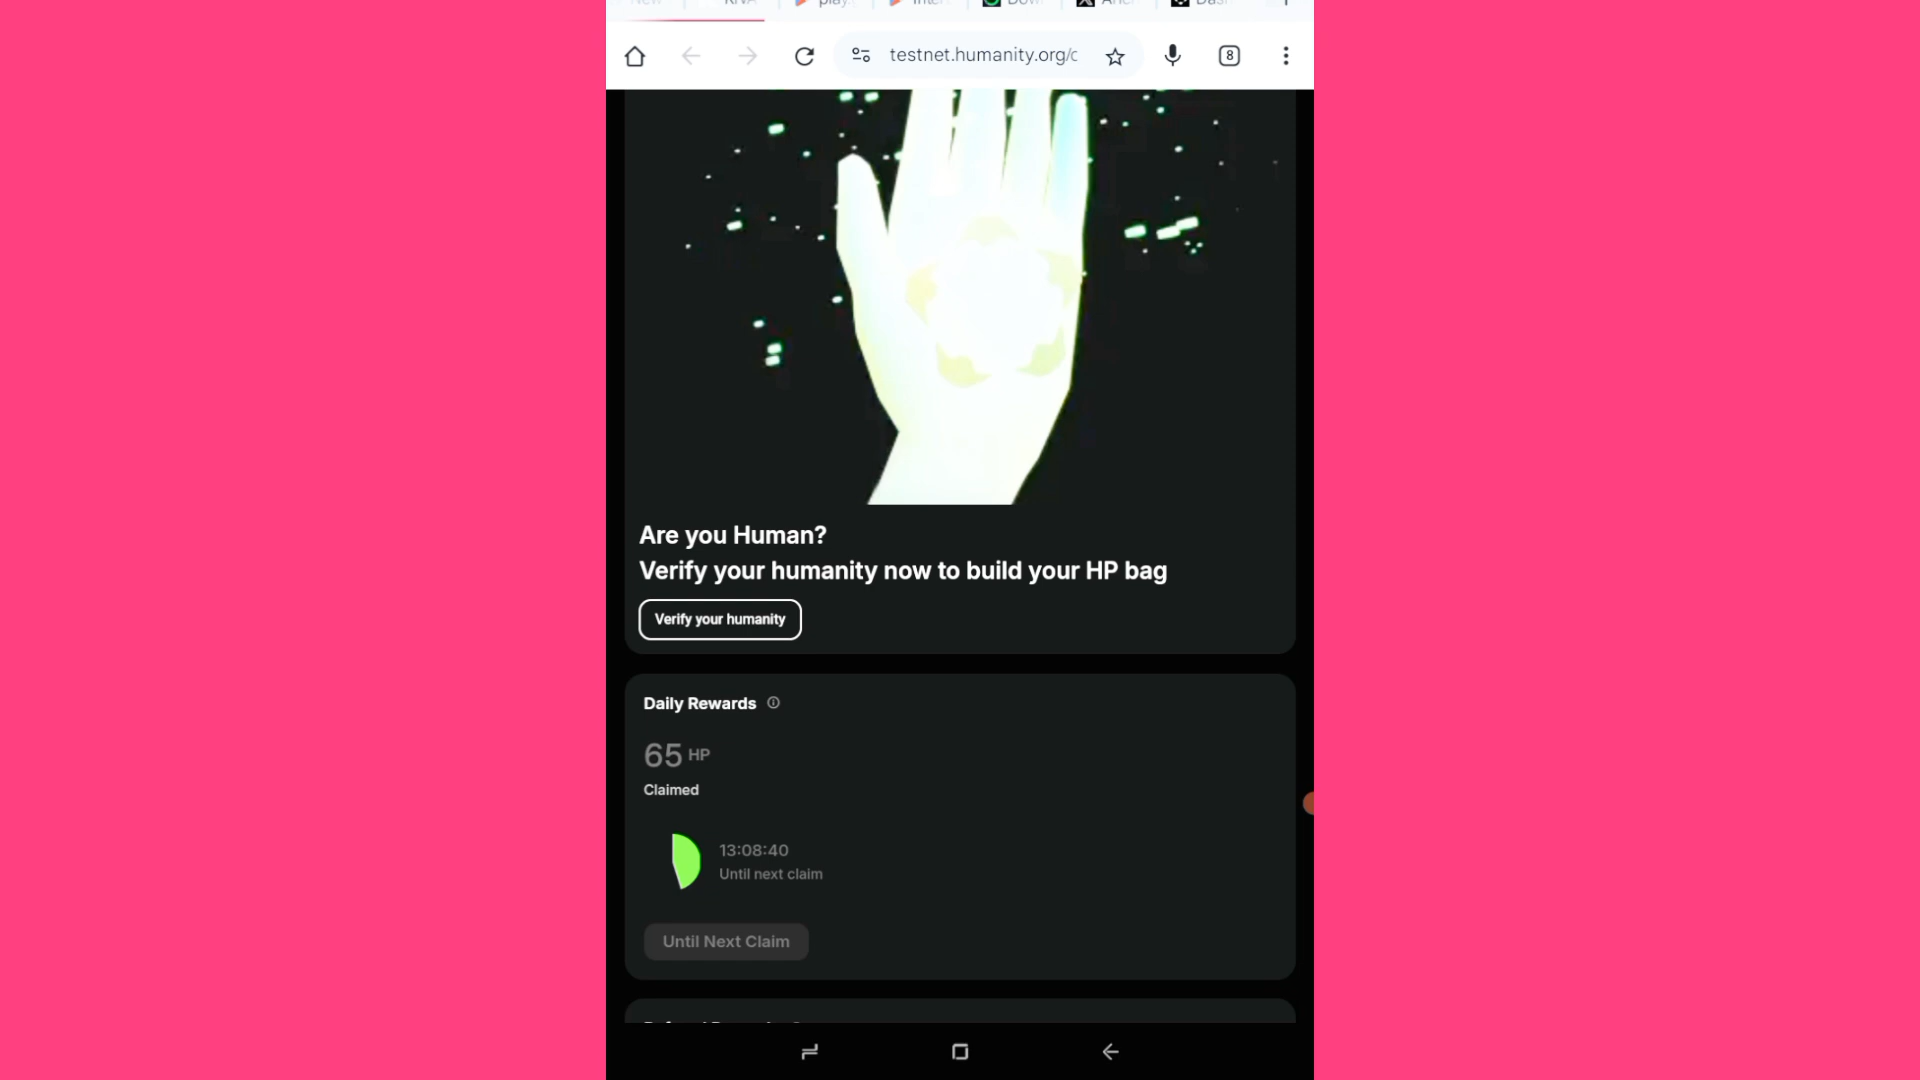 testnet.humanity.org/c
8
Are you Human?
Verify your humanity now to build your HP bag
Verify your humanity
Daily Rewards
65 HP
Claimed
13:08:40
Until next claim
Until Next Claim